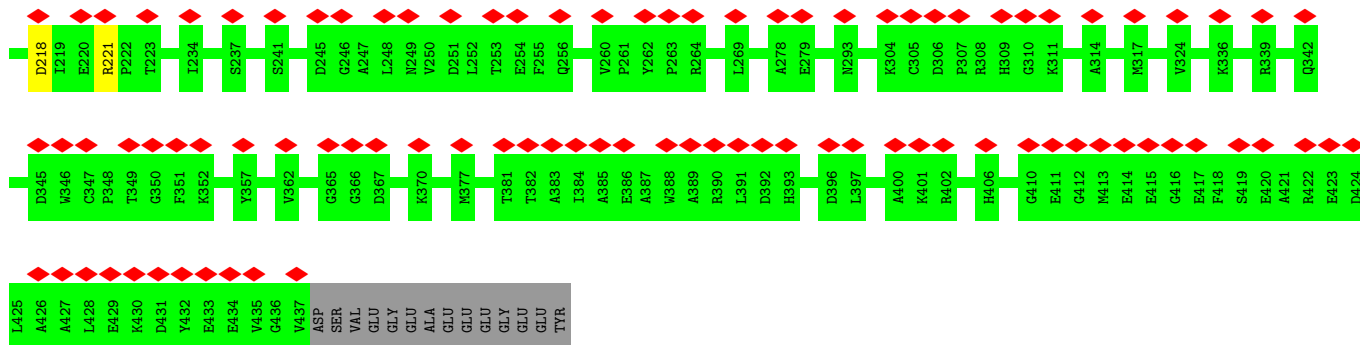 D218 I219 E220 R221 P222 T223 I234 S237 S241 D245 G246 A247 L248 N249 V250 D251 L252 T253 E254 F255 Q256 V260 P261 Y262 P263 R264 L269 A278 E279 N293 K304 C305 D306 P307 R308 H309 G310 K311 A314 M317 V324 K336 R339 Q342
D345 W346 C347 P348 T349 G350 F351 K352 Y357 V362 G365 G366 D367 K370 M377 T381 T382 A383 I384 A385 E386 A387 W388 A389 R390 L391 D392 H393 D396 L397 A400 K401 R402 H406 G410 E411 G412 M413 E414 E415 G416 E417 F418 S419 E420 A421 R422 E423 D424
L425 A426 A427 L428 E429 K430 D431 Y432 E433 E434 V435 G436 V437 ASP SER VAL GLU GLY GLU ALA GLU GLU GLU GLY GLU GLU TYR